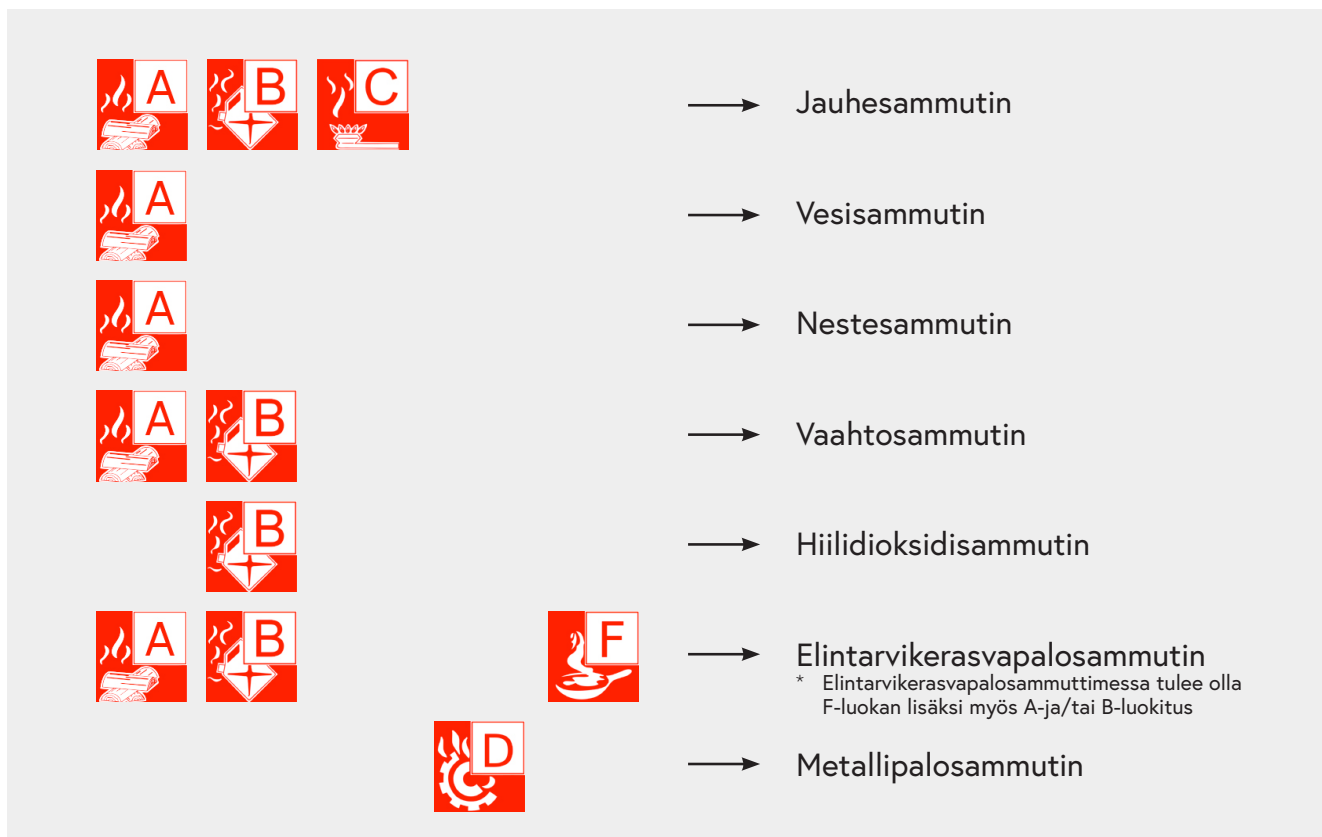 A B C Jauhesammutin
A Vesisammutin
A Nestesammutin
A B Vaahtosammutin
B Hiilidioksidisammutin
A B F Elintarvikerasvapalosammutin
* Elintarvikerasvapalosammuttimessa tulee olla
F-luokan lisäksi myös A-ja/tai B-luokitus
D Metallipalosammutin